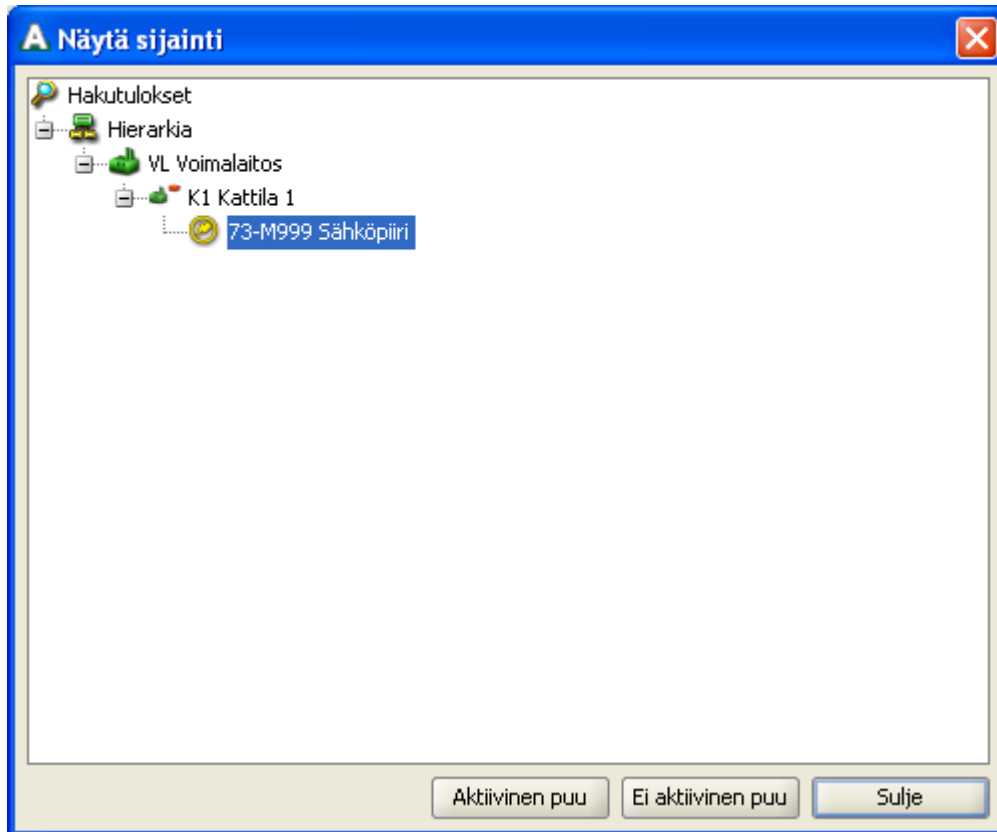 Näytä sijainti
Hakutulokset
Hierarkia
VL Voimalaitos
K1 Kattila 1
73-M999 Sähköpiiri
Aktiivinen puu Ei aktiivinen puu Sulje